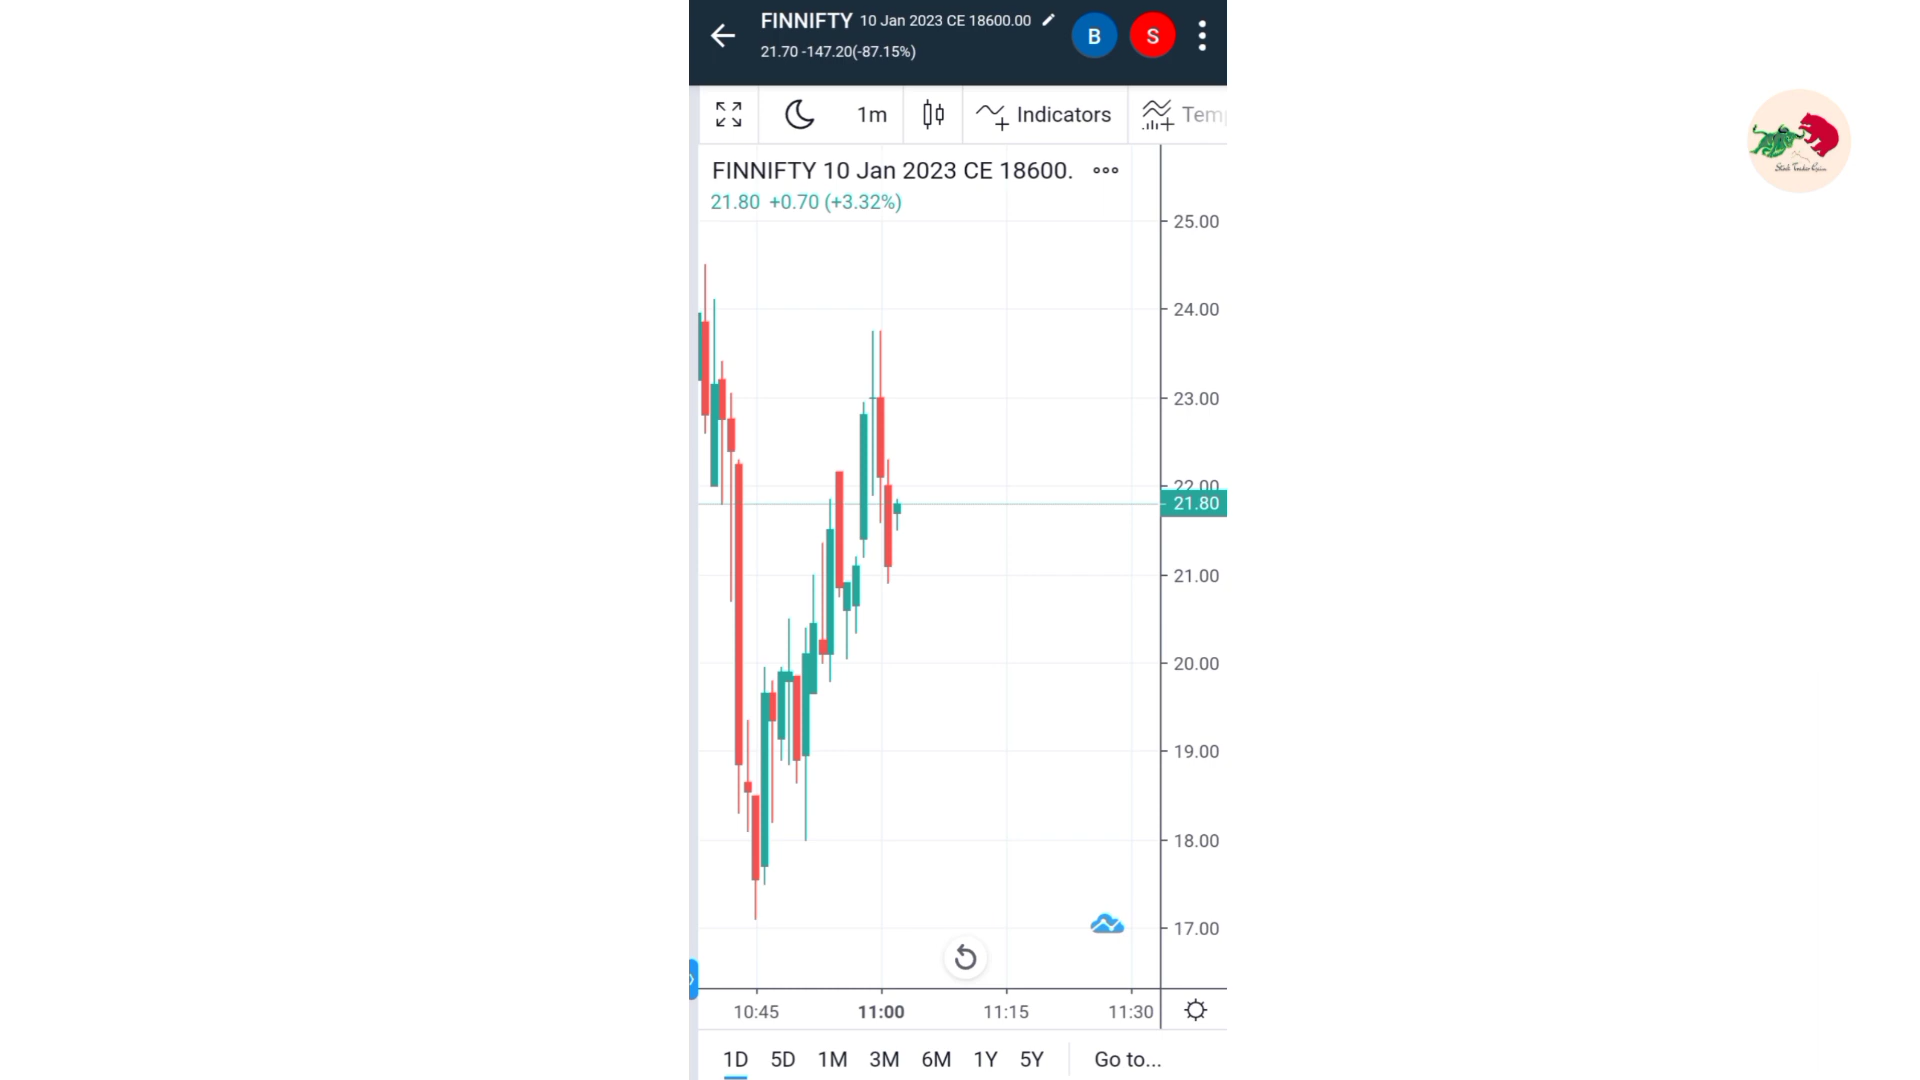 FINNIFTY 10 Jan 2023 CE 18600.00
21.70 -147.20(-87.15%)
B
S
1m
Indicators
Tem
FINNIFTY 10 Jan 2023 CE 18600.
21.80 +0.70 (+3.32%)
25.00
24.00
23.00
22.00
21.80
21.00
20.00
19.00
18.00
17.00
10:45 11:00 11:15 11:30
1D 5D 1M 3M 6M 1Y 5Y Go to...